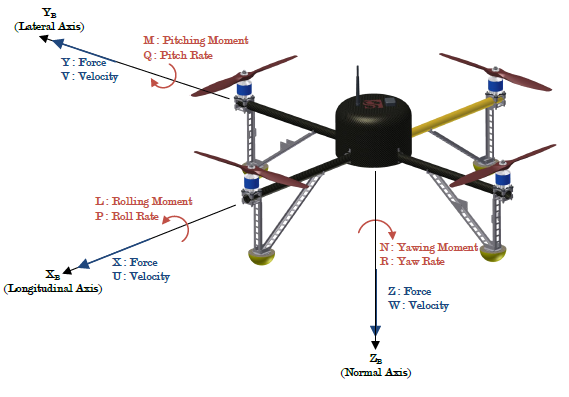 Y_B
(Lateral Axis)
M : Pitching Moment
Q : Pitch Rate
Y : Force
V : Velocity
L : Rolling Moment
P : Roll Rate
X : Force
U : Velocity
X_B
(Longitudinal Axis)
N : Yawing Moment
R : Yaw Rate
Z : Force
W : Velocity
Z_B
(Normal Axis)